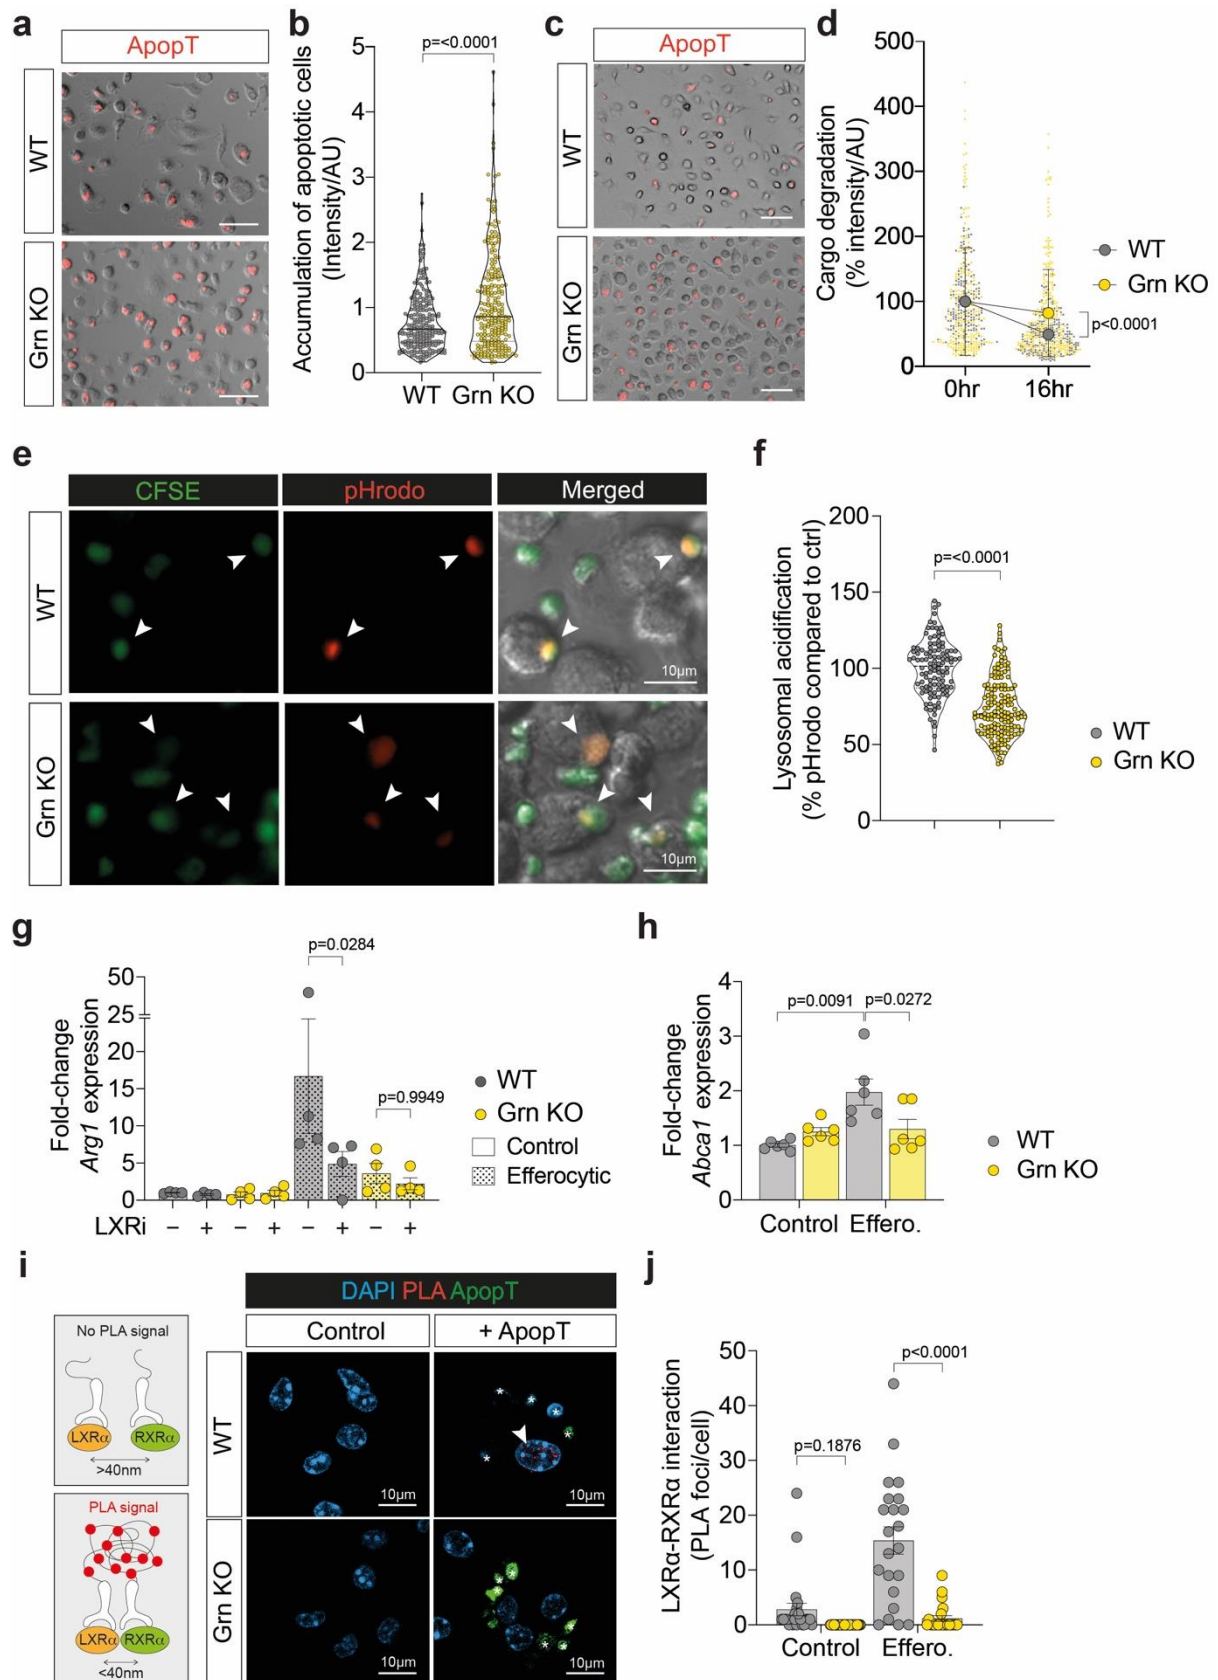 a
ApopT
WT
Grn KO
b
Accumulation of apoptotic cells
(Intensity/AU)
5
4
3
2
1
0
p=<0.0001
WT Grn KO
c
ApopT
WT
Grn KO
d
Cargo degradation
(% intensity/AU)
500
400
300
200
100
0
0hr 16hr
WT
Grn KO
p<0.0001
e
CFSE pHrodo Merged
WT
10µm
Grn KO
10µm
f
Lysosomal acidification
(% pHrodo compared to ctrl)
200
150
100
50
0
p=<0.0001
WT
Grn KO
g
Fold-change
Arg1 expression
50
25
15
10
5
0
p=0.0284
p=0.9949
LXRi − + − + − + − +
WT
Grn KO
Control
Efferocytic
h
Fold-change
Abca1 expression
4
3
2
1
0
p=0.0091 p=0.0272
Control Effero.
WT
Grn KO
i
No PLA signal
LXRα RXRα
>40nm
PLA signal
LXRα RXRα
<40nm
DAPI PLA ApopT
Control + ApopT
WT
* * * * *
10µm 10µm
Grn KO
* * * * * * *
10µm 10µm
j
LXRα-RXRα interaction
(PLA foci/cell)
50
40
30
20
10
0
p<0.0001
p=0.1876
Control Effero.